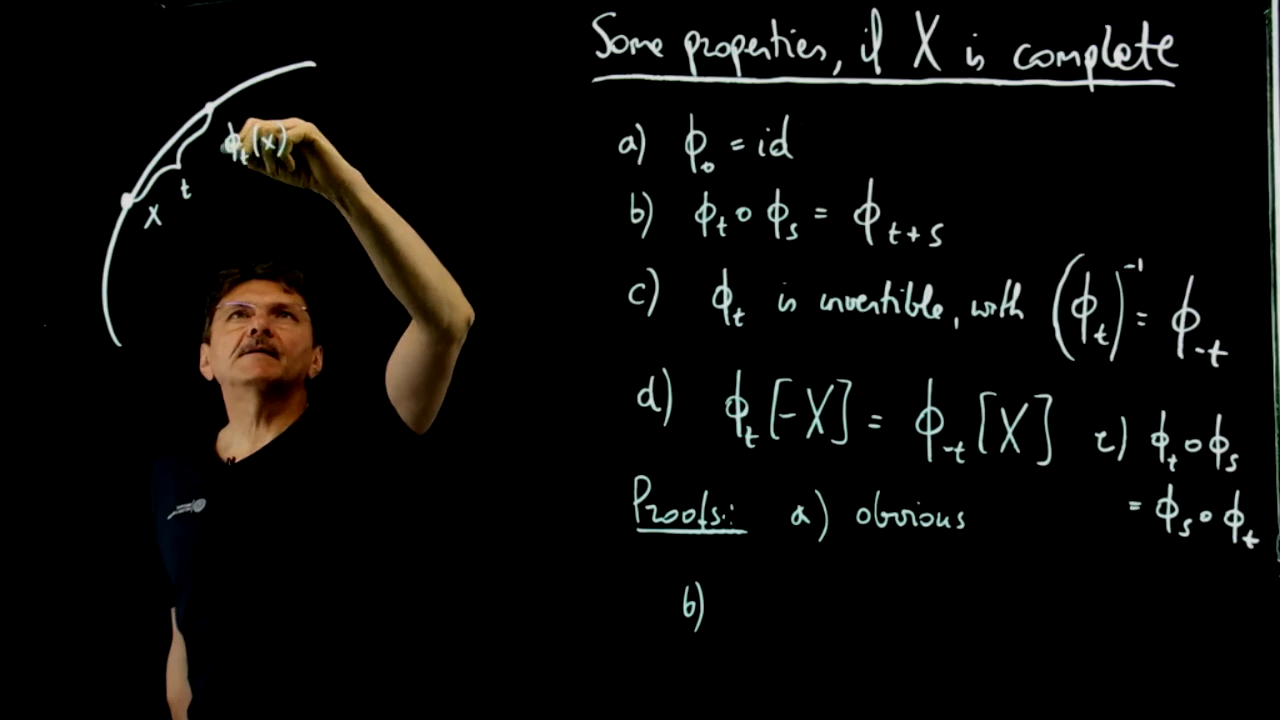 Some properties, if X is complete
a) ϕ₀ = id
b) ϕₜ ∘ ϕₛ = ϕₜ₊ₛ
c) ϕₜ is invertible, with (ϕₜ)⁻¹ = ϕ₋ₜ
d) ϕₜ[-X] = ϕ₋ₜ[X]
e) ϕₜ ∘ ϕₛ
= ϕₛ ∘ ϕₜ
Proofs: a) obvious
b)
ϕₜ(x)
t
x